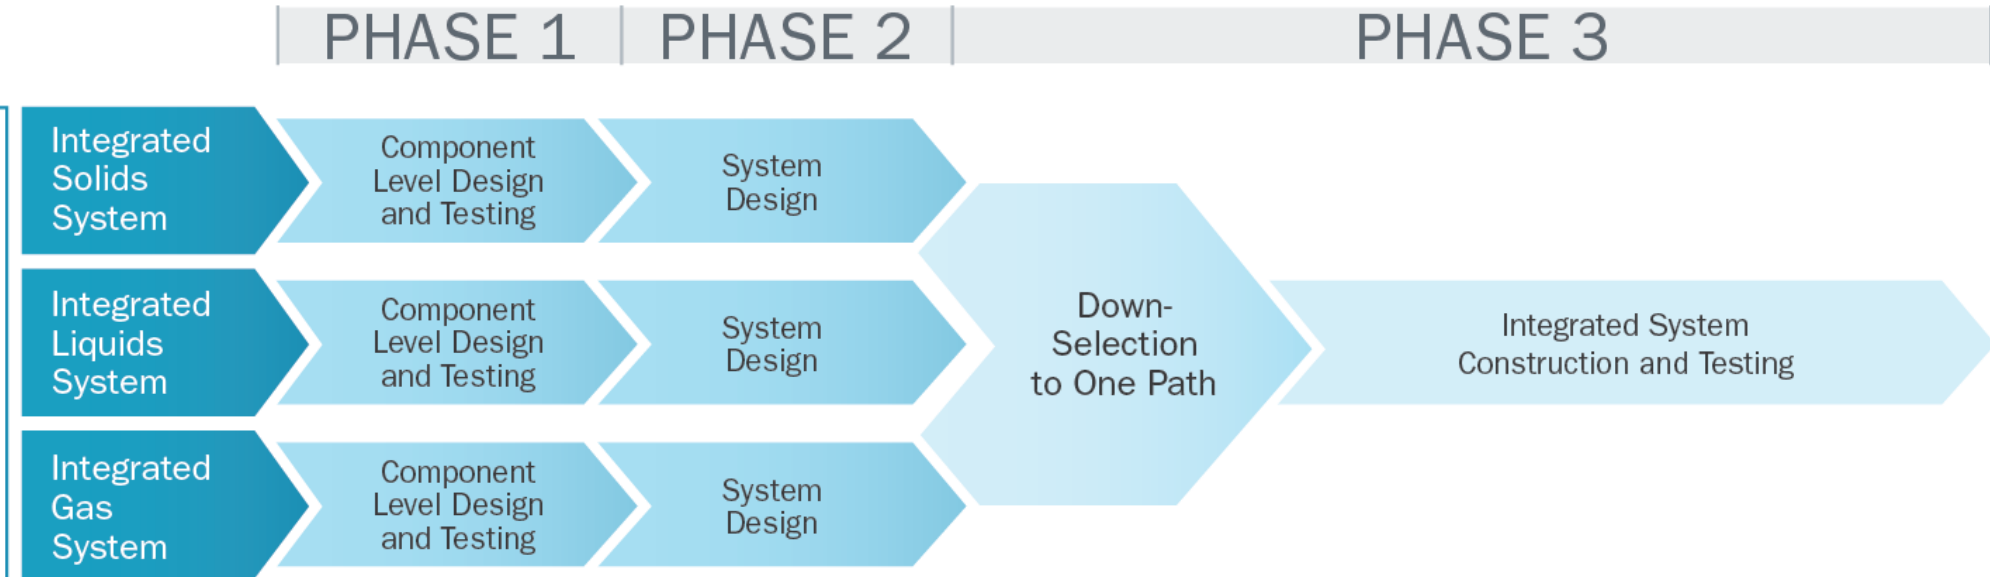 PHASE 1
PHASE 2
PHASE 3
Integrated
Solids
System
Component
Level Design
and Testing
System
Design
Integrated
Liquids
System
Component
Level Design
and Testing
System
Design
Integrated
Gas
System
Component
Level Design
and Testing
System
Design
Down-
Selection
to One Path
Integrated System
Construction and Testing